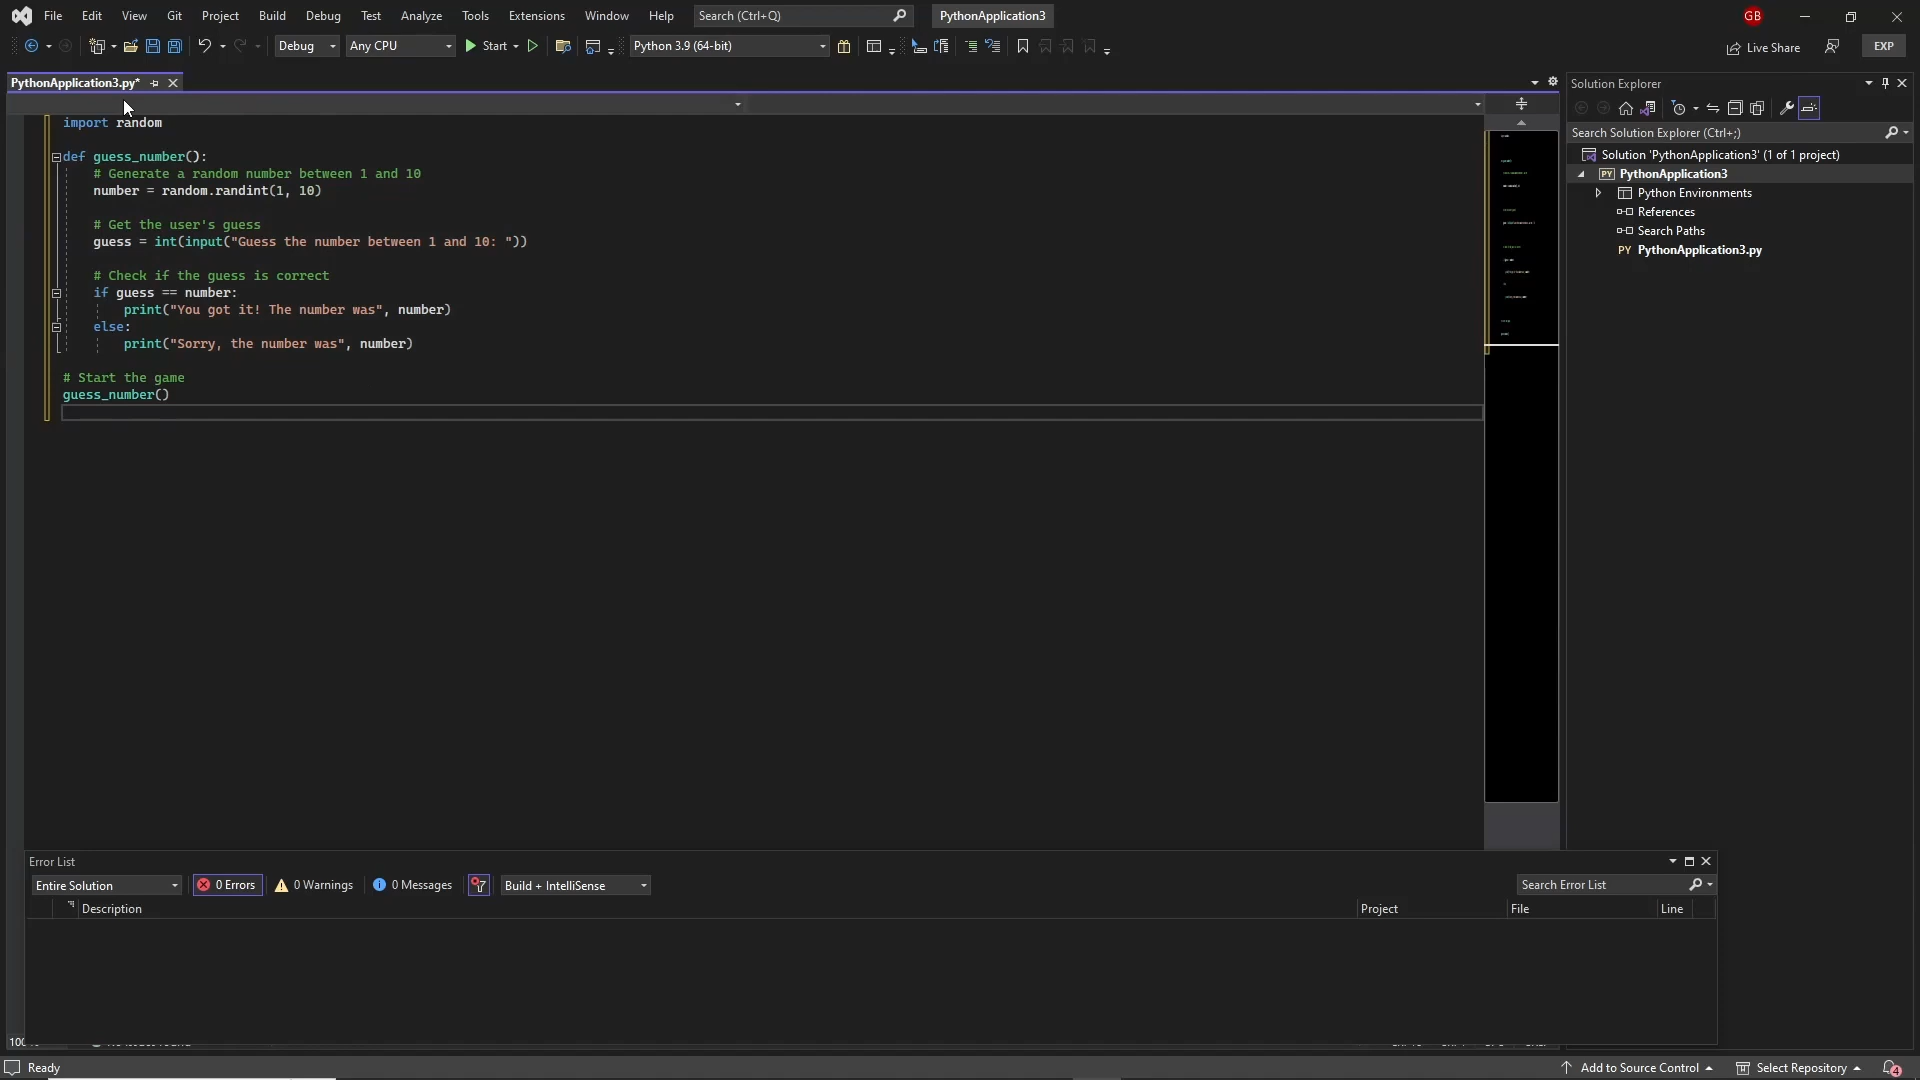 File Edit View Git Project Build Debug Test Analyze Tools Extensions Window Help Search (Ctrl+Q) PythonApplication3 GB
Debug Any CPU Start Python 3.9 (64-bit) Live Share EXP
PythonApplication3.py*
import random
def guess_number():
# Generate a random number between 1 and 10
number = random.randint(1, 10)
# Get the user's guess
guess = int(input("Guess the number between 1 and 10: "))
# Check if the guess is correct
if guess == number:
print("You got it! The number was", number)
else:
print("Sorry, the number was", number)
# Start the game
guess_number()
Solution Explorer
Search Solution Explorer (Ctrl+;)
Solution 'PythonApplication3' (1 of 1 project)
PY PythonApplication3
Python Environments
References
Search Paths
PY PythonApplication3.py
Error List
Entire Solution 0 Errors 0 Warnings 0 Messages Build + IntelliSense Search Error List
Description Project File Line
Ready Add to Source Control Select Repository 4